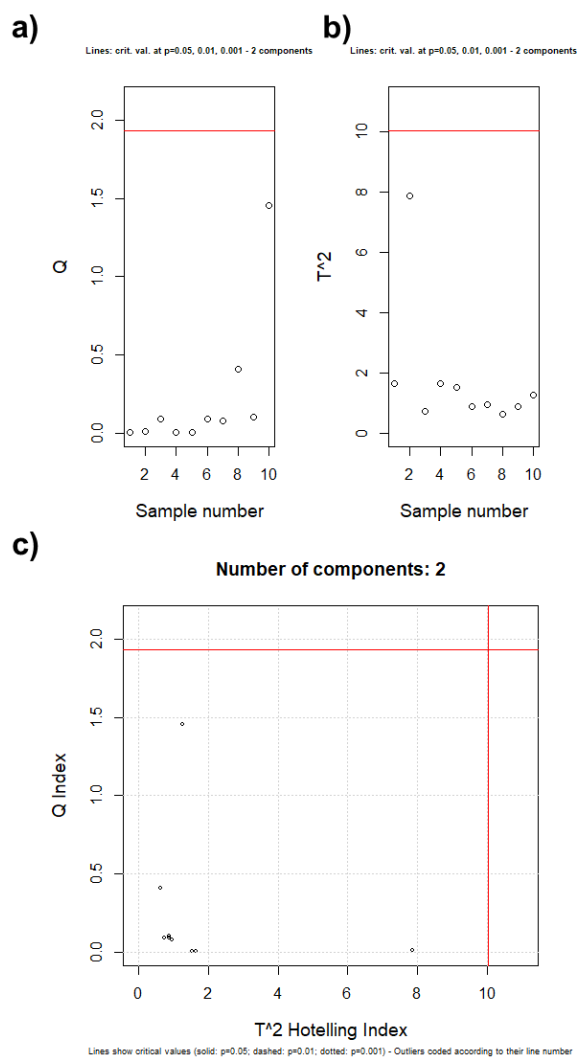 a)
b)
Lines: crit. val. at p=0.05, 0.01, 0.001 - 2 components
Lines: crit. val. at p=0.05, 0.01, 0.001 - 2 components
Q
0.0 0.5 1.0 1.5 2.0
2 4 6 8 10
Sample number
T^2
0 2 4 6 8 10
2 4 6 8 10
Sample number
c)
Number of components: 2
Q Index
0.0 0.5 1.0 1.5 2.0
0 2 4 6 8 10
T^2 Hotelling Index
Lines show critical values (solid: p=0.05; dashed: p=0.01; dotted: p=0.001) - Outliers coded according to their line number